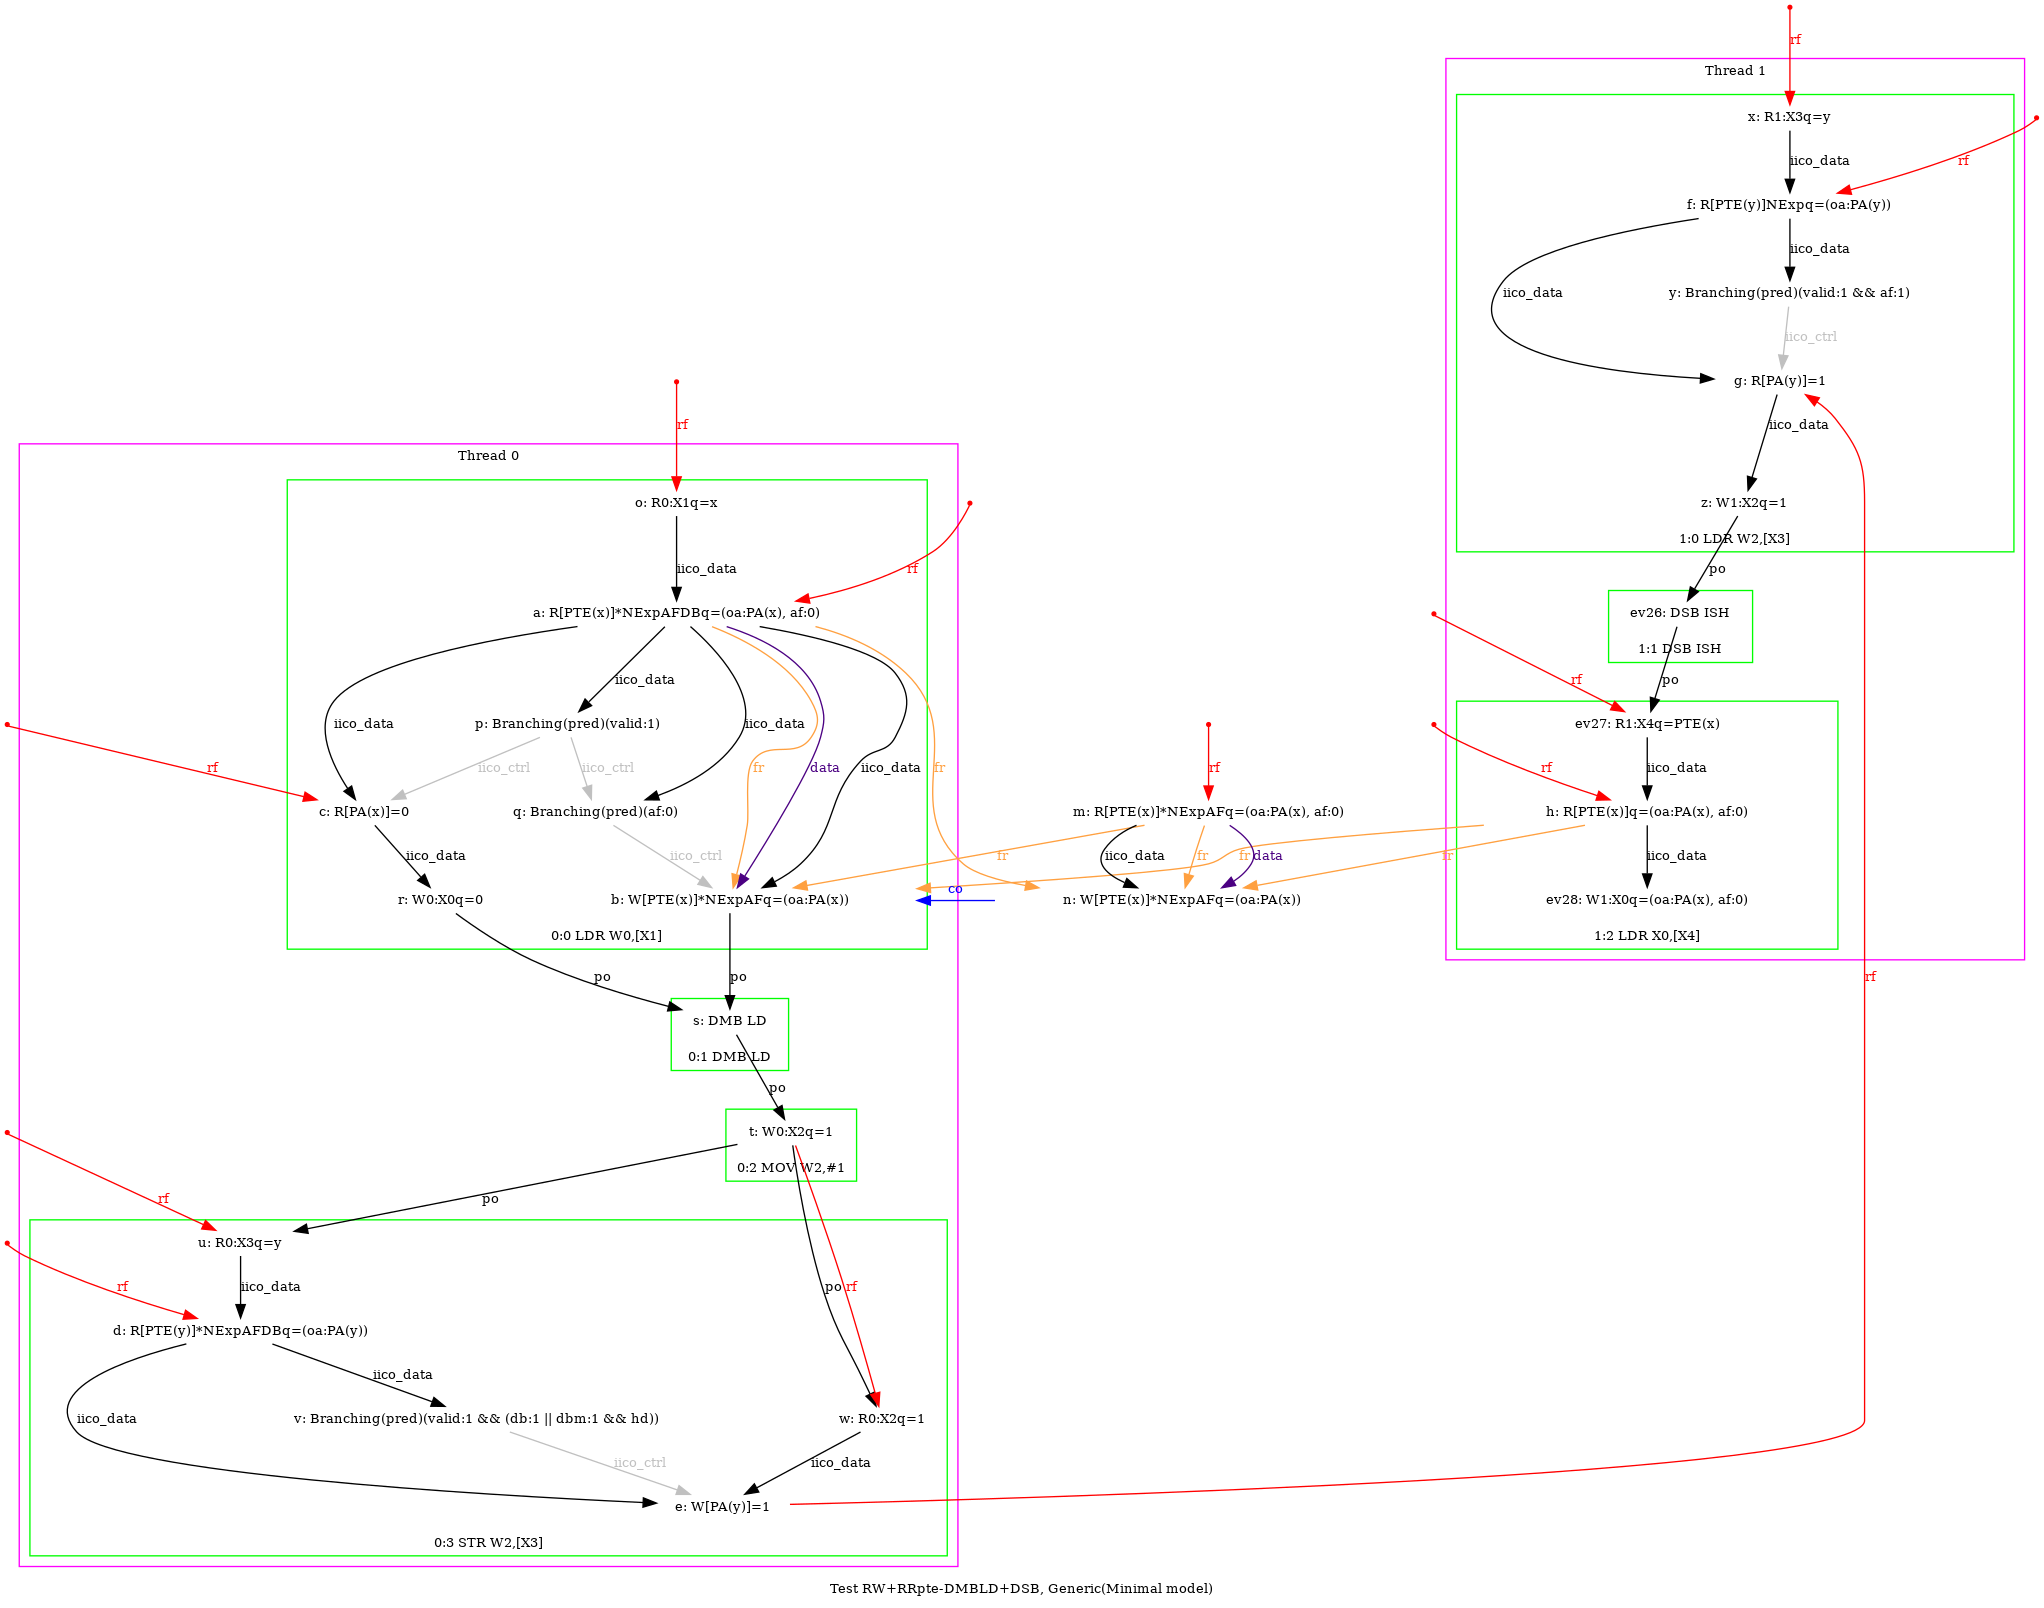 rf
Thread 1
x: R1:X3q=y
iico_data
rf
f: R[PTE(y)]NExpq=(oa:PA(y))
iico_data
iico_data
y: Branching(pred)(valid:1 && af:1)
iico_ctrl
g: R[PA(y)]=1
iico_data
z: W1:X2q=1
1:0 LDR W2,[X3]
po
ev26: DSB ISH
1:1 DSB ISH
po
rf
ev27: R1:X4q=PTE(x)
rf
iico_data
h: R[PTE(x)]q=(oa:PA(x), af:0)
iico_data
fr
fr
ev28: W1:X0q=(oa:PA(x), af:0)
1:2 LDR X0,[X4]
rf
rf
Thread 0
o: R0:X1q=x
iico_data
rf
a: R[PTE(x)]*NExpAFDBq=(oa:PA(x), af:0)
iico_data
iico_data
iico_data
p: Branching(pred)(valid:1)
rf
iico_ctrl
iico_ctrl
fr
data
iico_data
fr
c: R[PA(x)]=0
q: Branching(pred)(af:0)
iico_data
iico_ctrl
r: W0:X0q=0
b: W[PTE(x)]*NExpAFq=(oa:PA(x))
0:0 LDR W0,[X1]
rf
m: R[PTE(x)]*NExpAFq=(oa:PA(x), af:0)
fr
iico_data
fr
data
co
n: W[PTE(x)]*NExpAFq=(oa:PA(x))
po
po
s: DMB LD
0:1 DMB LD
po
t: W0:X2q=1
0:2 MOV W2,#1
rf
po
u: R0:X3q=y
rf
iico_data
po
rf
d: R[PTE(y)]*NExpAFDBq=(oa:PA(y))
iico_data
iico_data
v: Branching(pred)(valid:1 && (db:1 || dbm:1 && hd))
w: R0:X2q=1
iico_ctrl
iico_data
e: W[PA(y)]=1
0:3 STR W2,[X3]
Test RW+RRpte-DMBLD+DSB, Generic(Minimal model)